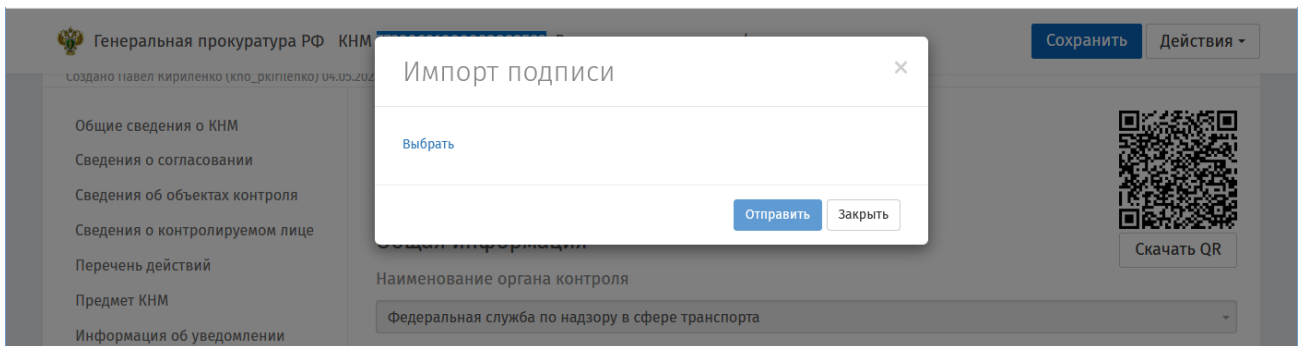 Генеральная прокуратура РФ КНМ
Сохранить
Действия
Создано Павел Кириленко (kno_pkirilenko) 04.05.202
Импорт подписи
×
Выбрать
Отправить
Закрыть
Общие сведения о КНМ
Сведения о согласовании
Сведения об объектах контроля
Сведения о контролируемом лице
Перечень действий
Предмет КНМ
Информация об уведомлении
Скачать QR
Общая информация
Наименование органа контроля
Федеральная служба по надзору в сфере транспорта